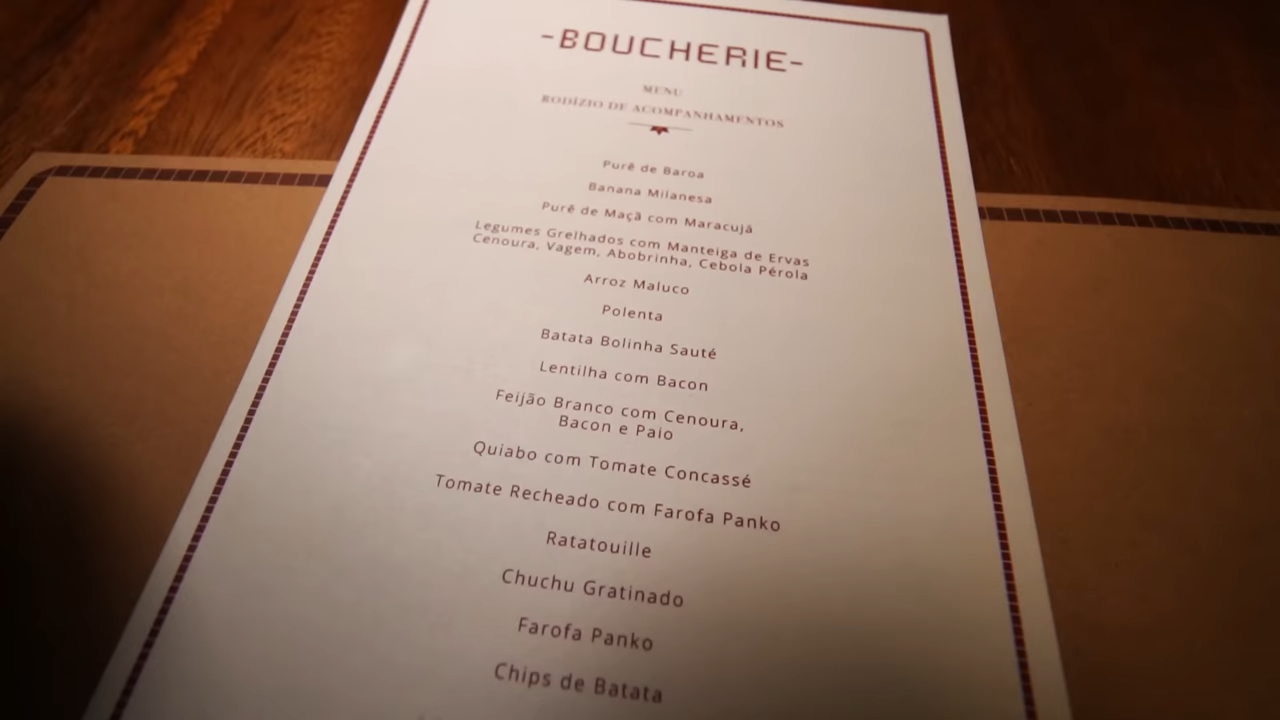 -BOUCHERIE-
MENU
RODÍZIO DE ACOMPANHAMENTOS
Purê de Baroa
Banana Milanesa
Purê de Maçã com Maracujá
Legumes Grelhados com Manteiga de Ervas
Cenoura, Vagem, Abobrinha, Cebola Pérola
Arroz Maluco
Polenta
Batata Bolinha Sauté
Lentilha com Bacon
Feijão Branco com Cenoura,
Bacon e Paio
Quiabo com Tomate Concassé
Tomate Recheado com Farofa Panko
Ratatouille
Chuchu Gratinado
Farofa Panko
Chips de Batata